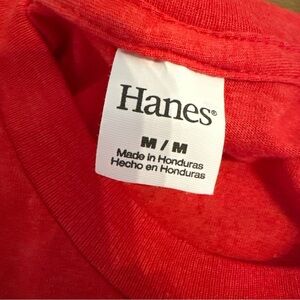 Hanes®
M / M
Made in Honduras
Hecho en Honduras